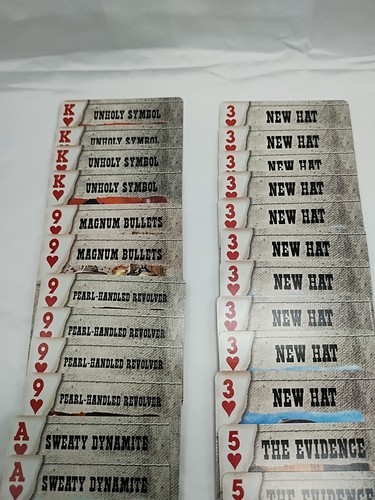 K UNHOLY SYMBOL
K UNHOLY SYMBOL
K UNHOLY SYMBOL
K UNHOLY SYMBOL
9 MAGNUM BULLETS
9 MAGNUM BULLETS
9 PEARL-HANDLED REVOLVER
9 PEARL-HANDLED REVOLVER
9 PEARL-HANDLED REVOLVER
9 PEARL-HANDLED REVOLVER
A SWEATY DYNAMITE
A SWEATY DYNAMITE
3 NEW HAT
3 NEW HAT
3 NEW HAT
3 NEW HAT
3 NEW HAT
3 NEW HAT
3 NEW HAT
3 NEW HAT
3 NEW HAT
3 NEW HAT
5 THE EVIDENCE
5 THE EVIDENCE